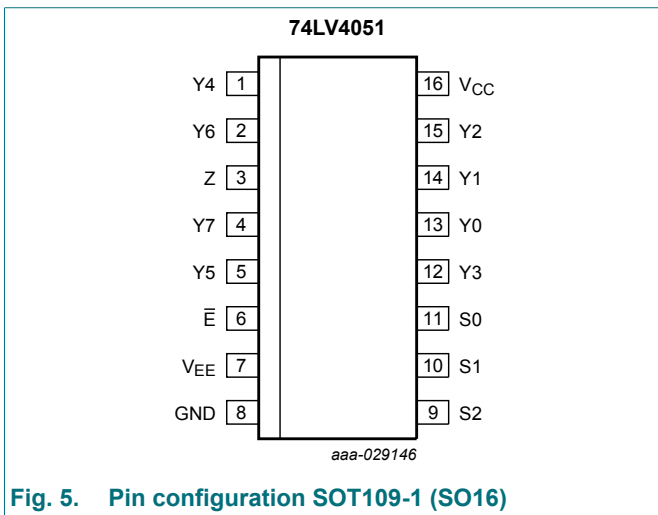 74LV4051
Y4 1 16 VCC
Y6 2 15 Y2
Z 3 14 Y1
Y7 4 13 Y0
Y5 5 12 Y3
E̅ 6 11 S0
VEE 7 10 S1
GND 8 9 S2
aaa-029146
Fig. 5. Pin configuration SOT109-1 (SO16)